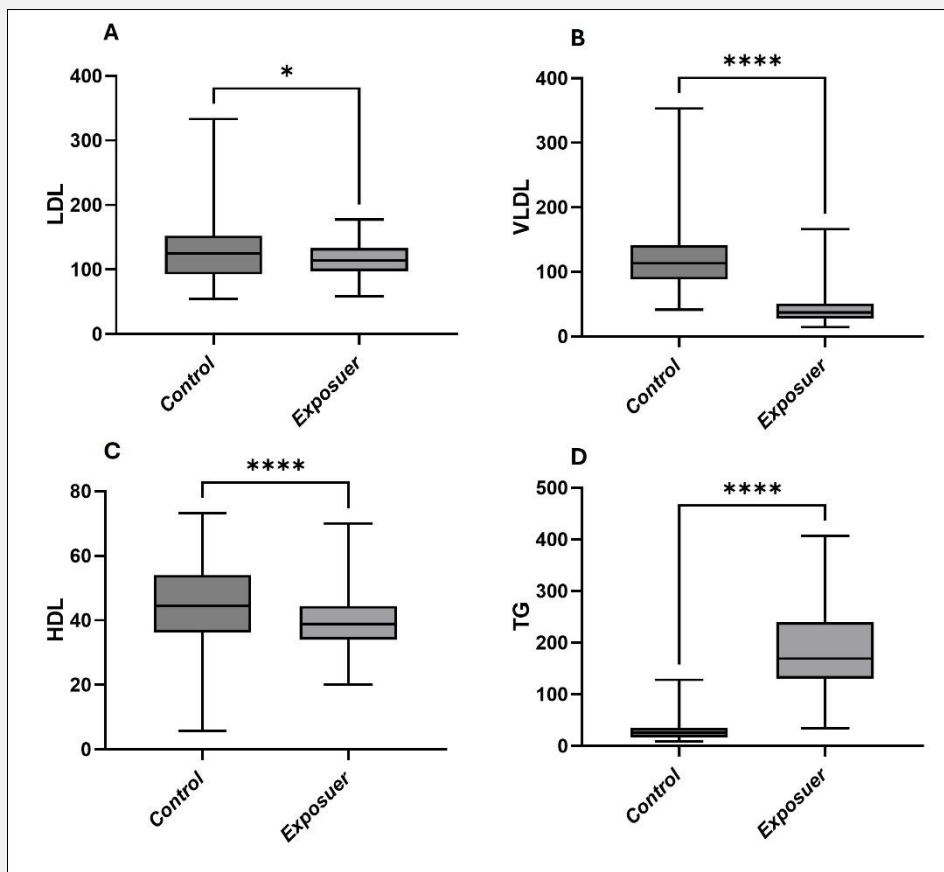 A
*
400
300
200
100
0
LDL
Control
Exposuer
B
****
400
300
200
100
0
VLDL
Control
Exposuer
C
****
80
60
40
20
0
HDL
Control
Exposuer
D
****
500
400
300
200
100
0
TG
Control
Exposuer